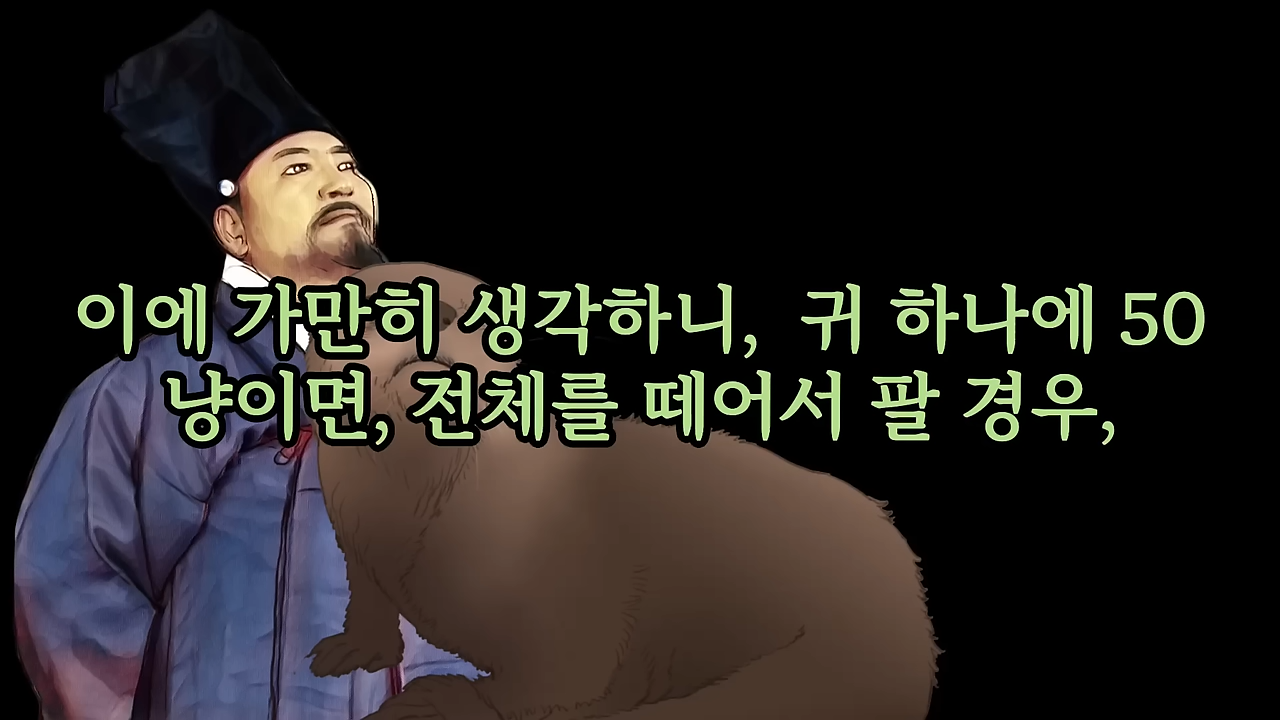 이에 가만히 생각하니,  귀 하나에 50
냥이면, 전체를 떼어서 팔 경우,